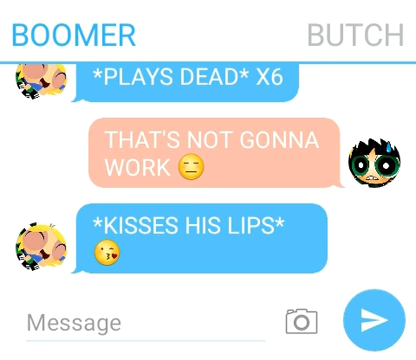 BOOMER BUTCH
*PLAYS DEAD* X6
THAT'S NOT GONNA
WORK 😑
*KISSES HIS LIPS*
😘
Message